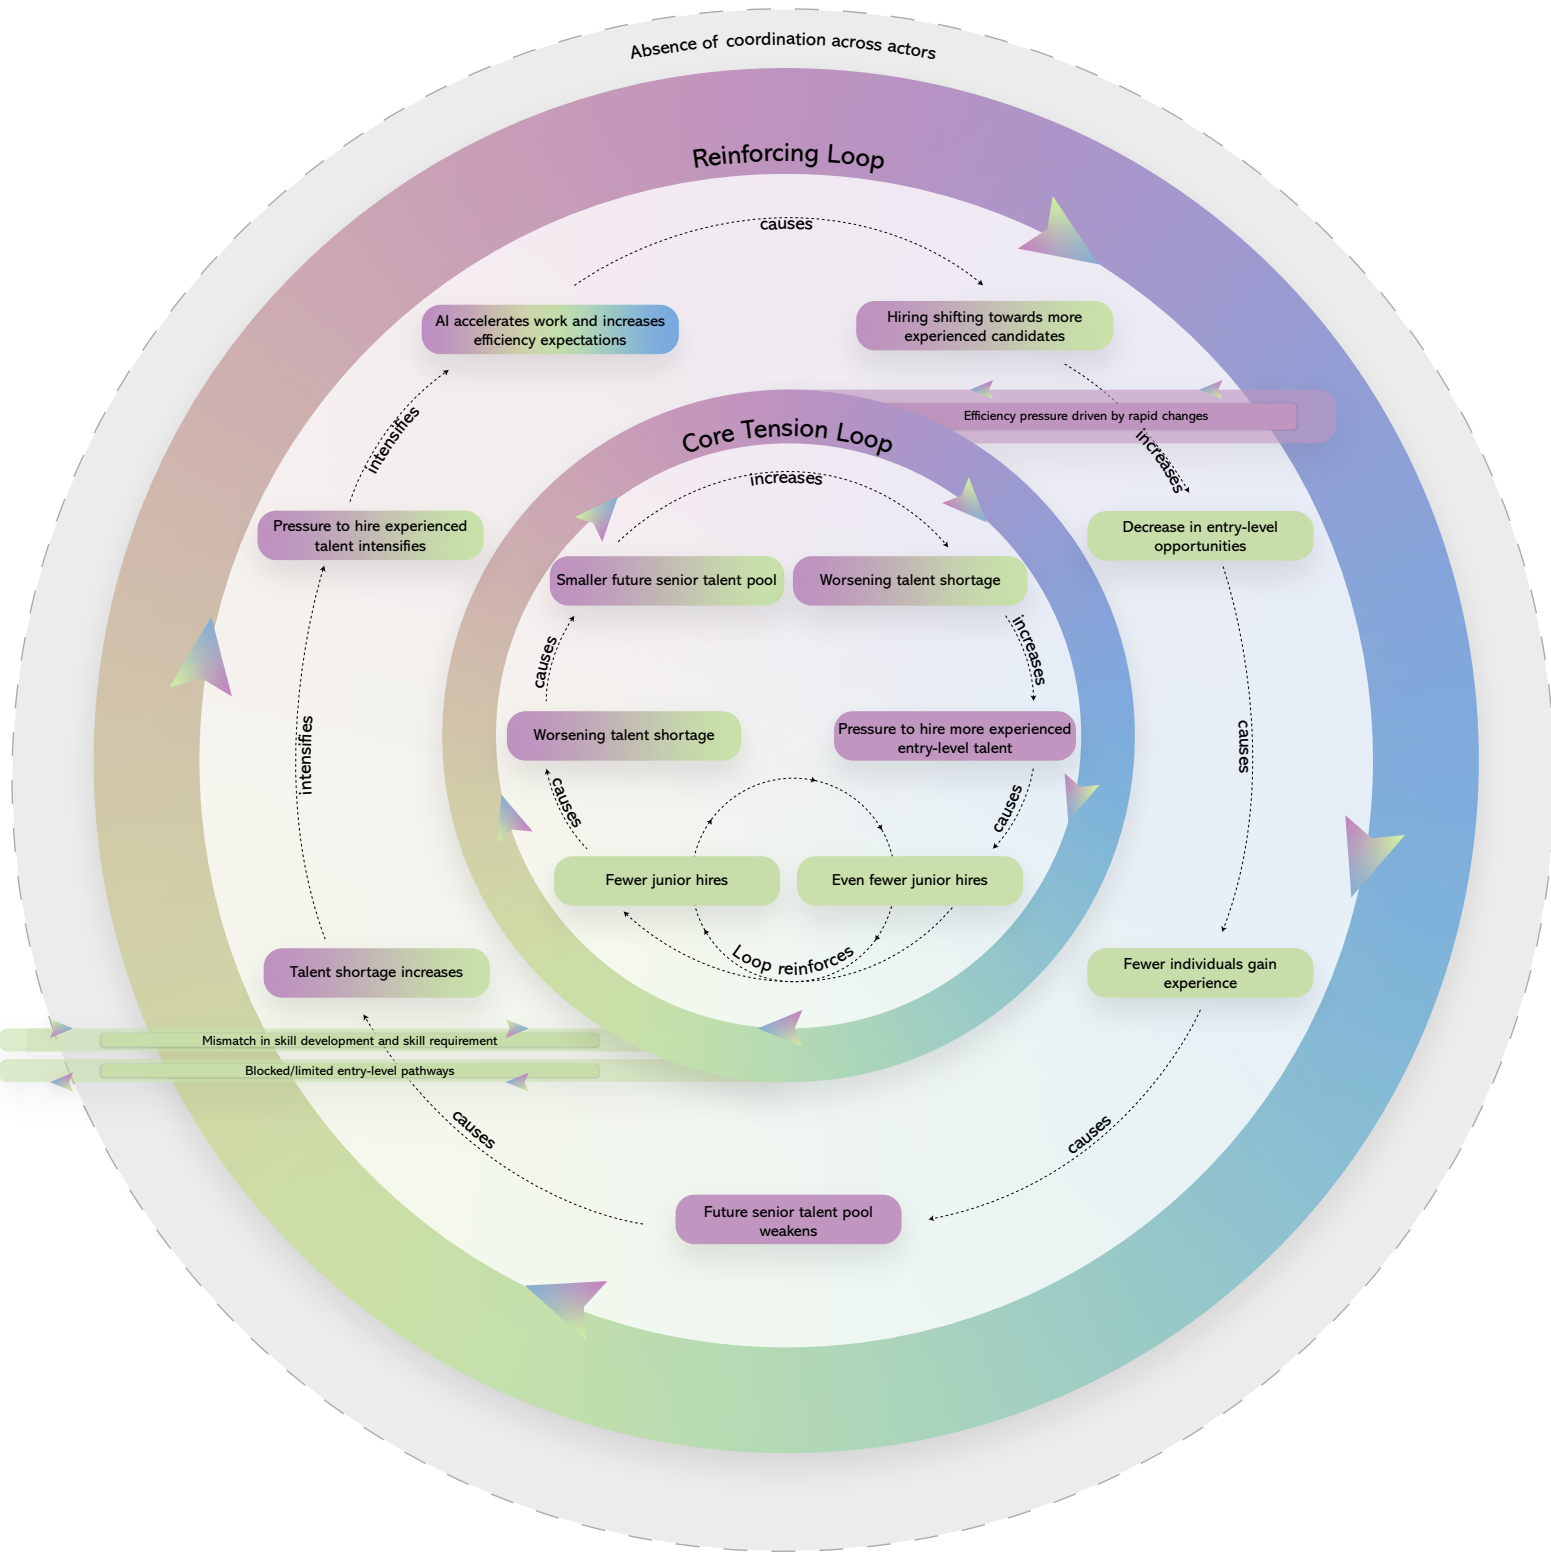 Absence of coordination across actors
Reinforcing Loop
causes
AI accelerates work and increases
efficiency expectations
Hiring shifting towards more
experienced candidates
intensifies
Efficiency pressure driven by rapid changes
increases
Core Tension Loop
increases
Pressure to hire experienced
talent intensifies
Decrease in entry-level
opportunities
Smaller future senior talent pool
Worsening talent shortage
causes
increases
Worsening talent shortage
Pressure to hire more experienced
entry-level talent
intensifies
causes
causes
causes
Fewer junior hires
Even fewer junior hires
Loop reinforces
Talent shortage increases
Fewer individuals gain
experience
Mismatch in skill development and skill requirement
Blocked/limited entry-level pathways
causes
causes
Future senior talent pool
weakens